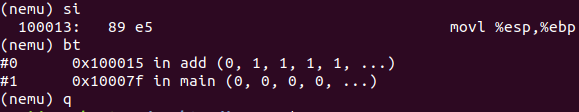 (nemu) si
  100013:   89 e5                                         movl %esp,%ebp
(nemu) bt
#0      0x100015 in add (0, 1, 1, 1, 1, ...)
#1      0x10007f in main (0, 0, 0, 0, ...)
(nemu) q